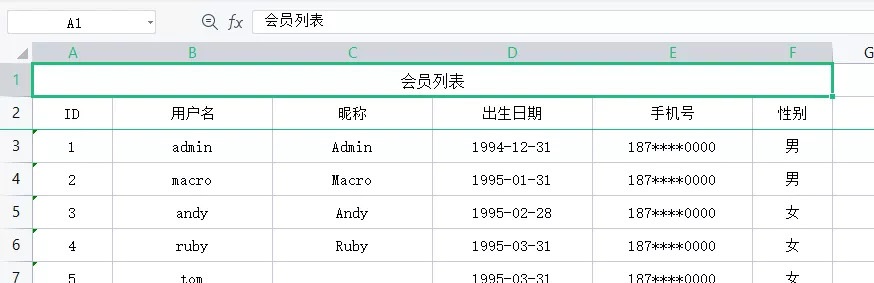 A1 fx 会员列表
A B C D E F G
1 会员列表
2 ID 用户名 昵称 出生日期 手机号 性别
3 1 admin Admin 1994-12-31 187****0000 男
4 2 macro Macro 1995-01-31 187****0000 男
5 3 andy Andy 1995-02-28 187****0000 女
6 4 ruby Ruby 1995-03-31 187****0000 女
7 5 tom 1995-03-31 187****0000 女